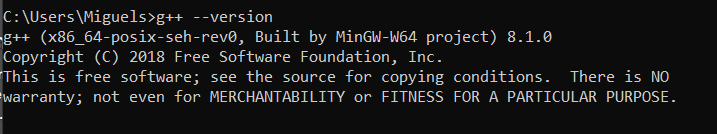 C:\Users\Miguels>g++ --version
g++ (x86_64-posix-seh-rev0, Built by MinGW-W64 project) 8.1.0
Copyright (C) 2018 Free Software Foundation, Inc.
This is free software; see the source for copying conditions.  There is NO
warranty; not even for MERCHANTABILITY or FITNESS FOR A PARTICULAR PURPOSE.